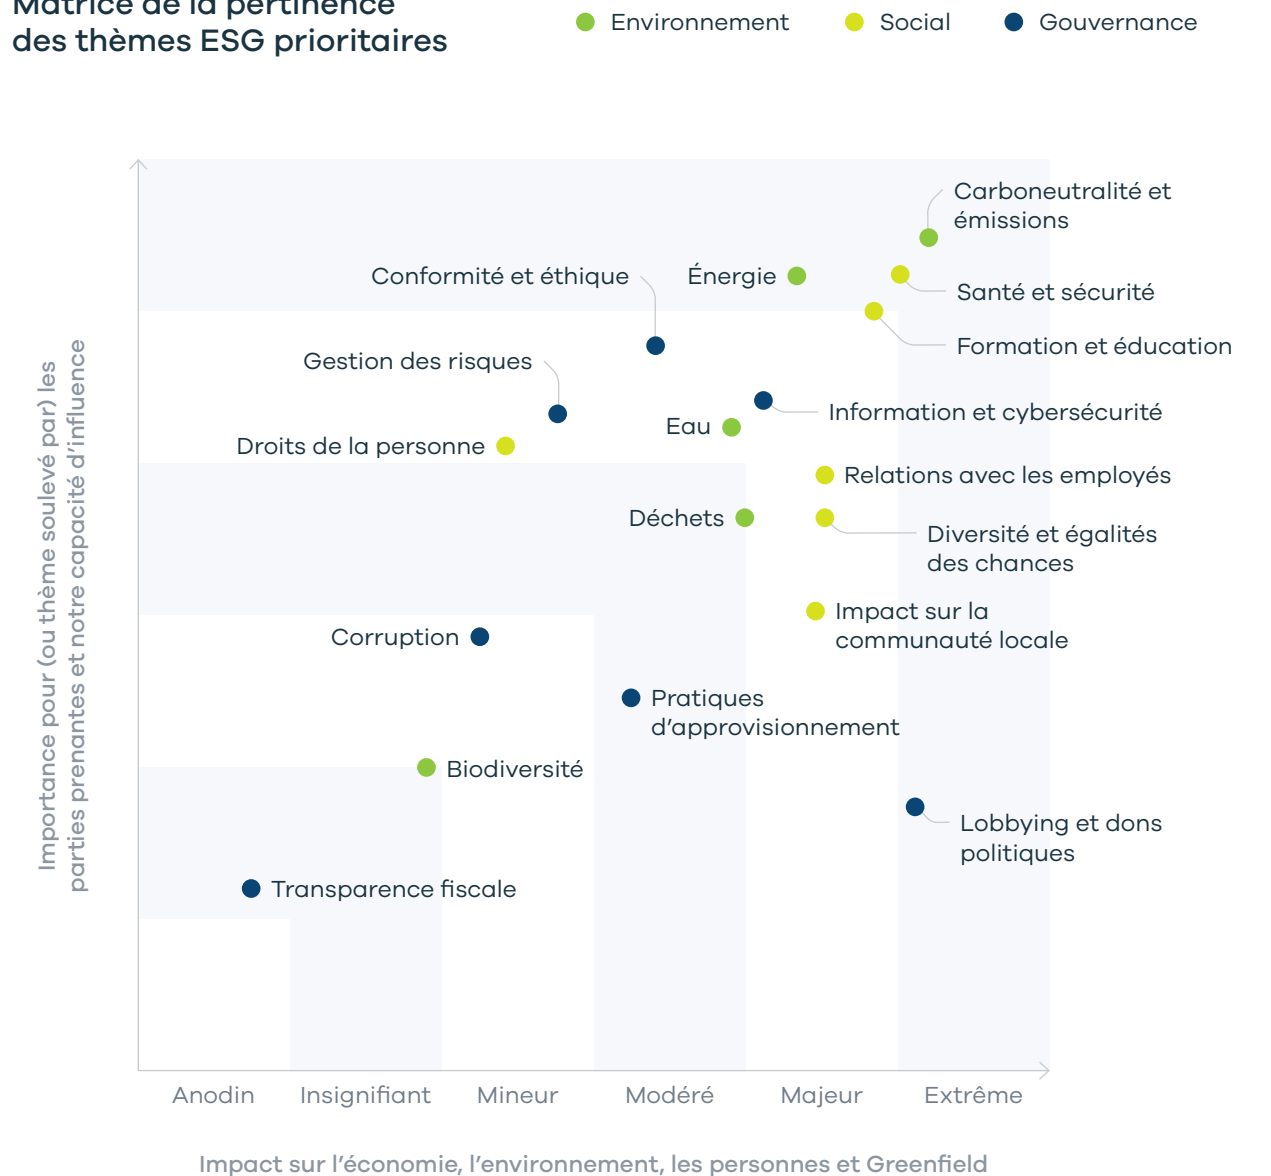 Matrice de la pertinence
des thèmes ESG prioritaires
Environnement
Social
Gouvernance
Carboneutralité et
émissions
Conformité et éthique
Énergie
Santé et sécurité
Formation et éducation
Gestion des risques
Information et cybersécurité
Eau
Droits de la personne
Relations avec les employés
Déchets
Diversité et égalités
des chances
Impact sur la
communauté locale
Corruption
Pratiques
d’approvisionnement
Biodiversité
Lobbying et dons
politiques
Transparence fiscale
Importance pour (ou thème soulevé par) les
parties prenantes et notre capacité d’influence
Anodin
Insignifiant
Mineur
Modéré
Majeur
Extrême
Impact sur l’économie, l’environnement, les personnes et Greenfield